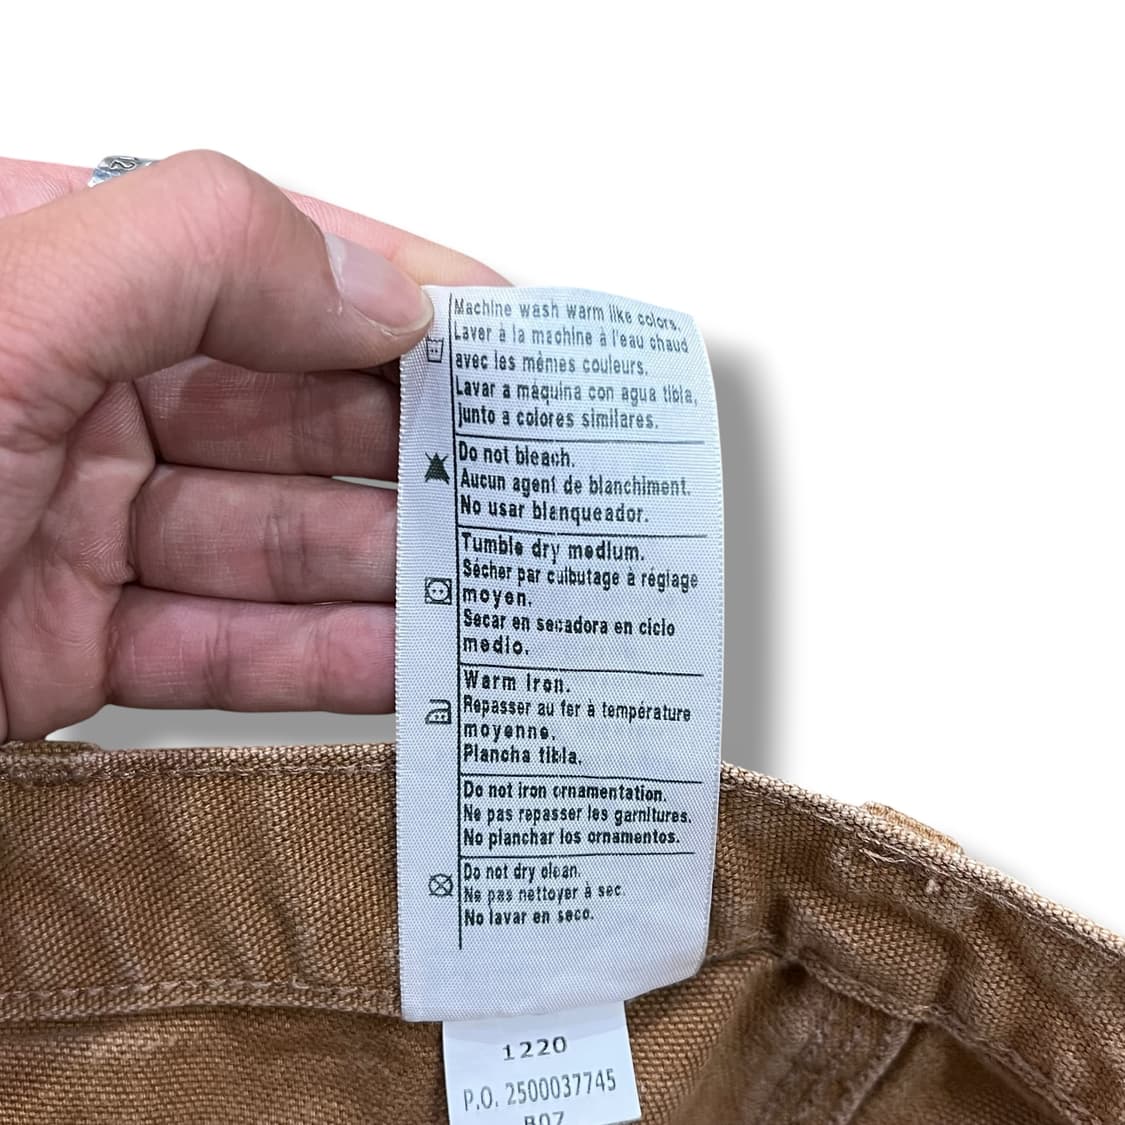 Machine wash warm like colors.
Laver à la machine à l'eau chaud
avec les mêmes couleurs.
Lavar a máquina con agua tibia,
junto a colores similares.
Do not bleach.
Aucun agent de blanchiment.
No usar blanqueador.
Tumble dry medium.
Sécher par culbutage à réglage
moyen.
Secar en secadora en ciclo
medio.
Warm iron.
Repasser au fer à température
moyenne.
Plancha tibia.
Do not iron ornamentation.
Ne pas repasser les garnitures.
No planchar los ornamentos.
Do not dry clean.
Ne pas nettoyer à sec.
No lavar en seco.
1220
P.O. 2500037745